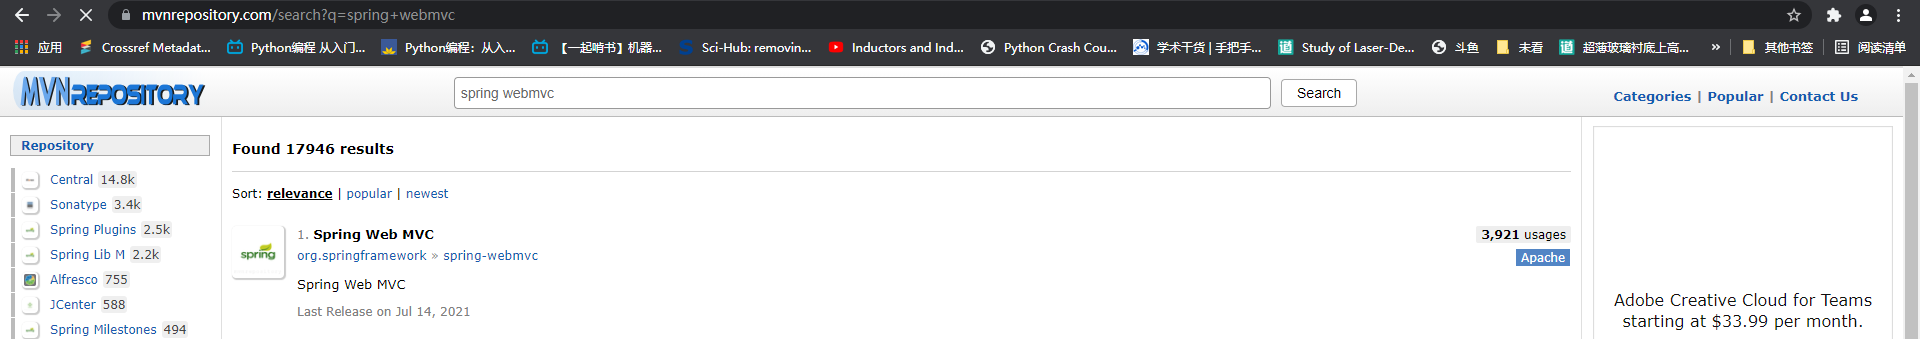 mvnrepository.com/search?q=spring+webmvc
应用 Crossref Metadat... Python编程 从入门... Python编程：从入... 【一起啃书】机器... Sci-Hub: removin... Inductors and Ind... Python Crash Cou... 学术干货 | 手把手... Study of Laser-De... 斗鱼 未看 超薄玻璃衬底上高... » 其他书签 阅读清单
MVNREPOSITORY
spring webmvc Search
Categories | Popular | Contact Us
Repository
Central 14.8k
Sonatype 3.4k
Spring Plugins 2.5k
Spring Lib M 2.2k
Alfresco 755
JCenter 588
Spring Milestones 494
Found 17946 results
Sort: relevance | popular | newest
spring
1. Spring Web MVC
org.springframework » spring-webmvc
Spring Web MVC
Last Release on Jul 14, 2021
3,921 usages
Apache
Adobe Creative Cloud for Teams
starting at $33.99 per month.